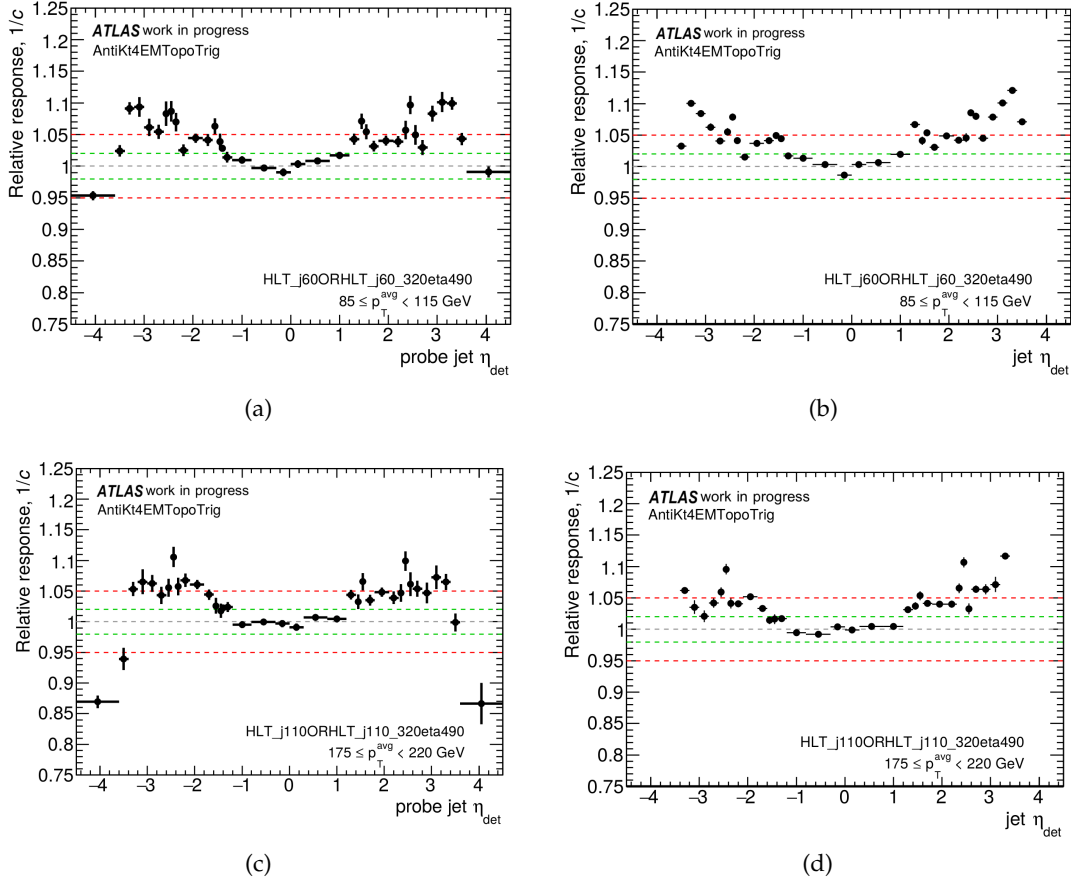 1.25
1.2
1.15
1.1
1.05
1
0.95
0.9
0.85
0.8
0.75
Relative response, 1/c
ATLAS work in progress
AntiKt4EMTopoTrig
HLT_j60ORHLT_j60_320eta490
85 ≤ p_T^avg < 115 GeV
−4 −3 −2 −1 0 1 2 3 4
probe jet η_det
(a)
1.25
1.2
1.15
1.1
1.05
1
0.95
0.9
0.85
0.8
0.75
Relative response, 1/c
ATLAS work in progress
AntiKt4EMTopoTrig
HLT_j60ORHLT_j60_320eta490
85 ≤ p_T^avg < 115 GeV
−4 −3 −2 −1 0 1 2 3 4
jet η_det
(b)
1.25
1.2
1.15
1.1
1.05
1
0.95
0.9
0.85
0.8
0.75
Relative response, 1/c
ATLAS work in progress
AntiKt4EMTopoTrig
HLT_j110ORHLT_j110_320eta490
175 ≤ p_T^avg < 220 GeV
−4 −3 −2 −1 0 1 2 3 4
probe jet η_det
(c)
1.25
1.2
1.15
1.1
1.05
1
0.95
0.9
0.85
0.8
0.75
Relative response, 1/c
ATLAS work in progress
AntiKt4EMTopoTrig
HLT_j110ORHLT_j110_320eta490
175 ≤ p_T^avg < 220 GeV
−4 −3 −2 −1 0 1 2 3 4
jet η_det
(d)